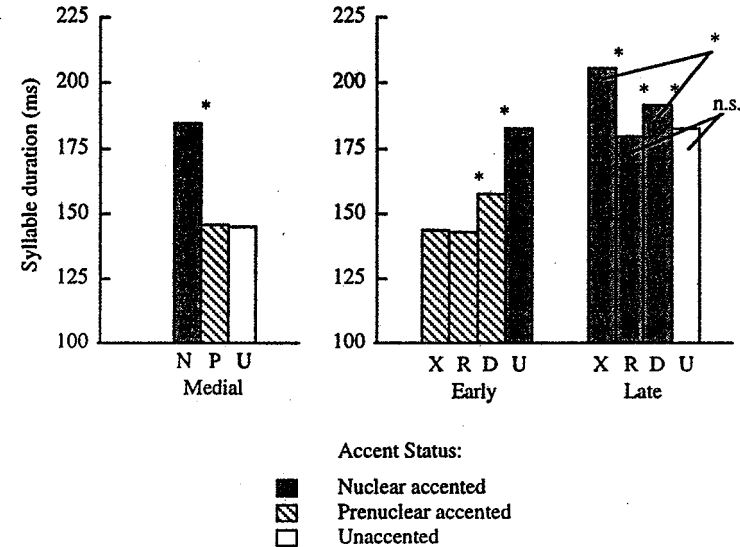 225
200
175
150
125
100
Syllable duration (ms)
*
N P U
Medial
225
200
175
150
125
100
* *
X R D U
Early
* * * * n.s.
X R D U
Late
Accent Status:
Nuclear accented
Prenuclear accented
Unaccented